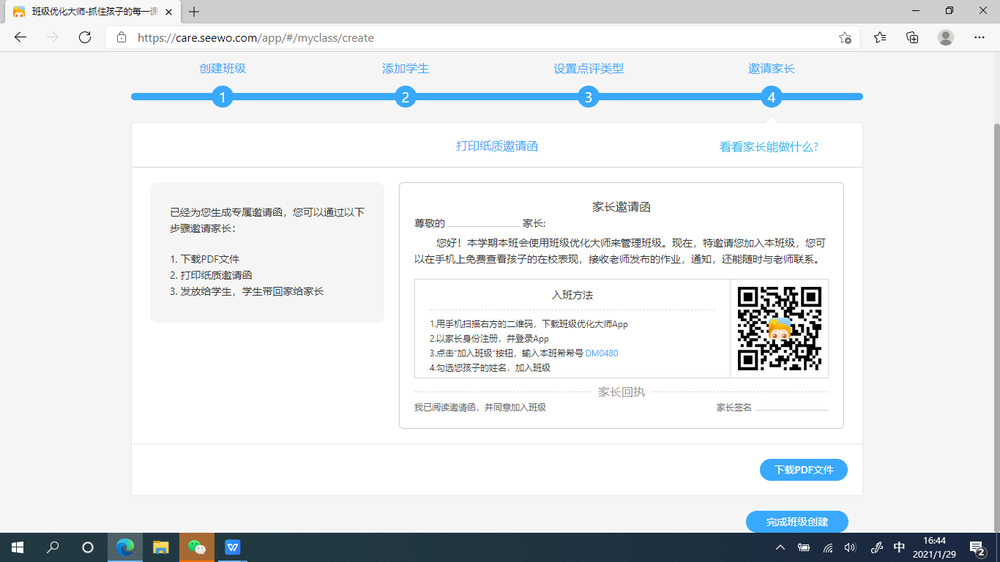 班级优化大师-抓住孩子的每一课
https://care.seewo.com/app/#/myclass/create
创建班级 添加学生 设置点评类型 邀请家长
1 2 3 4
打印纸质邀请函 看看家长能做什么?
已经为您生成专属邀请函，您可以通过以下
步骤邀请家长：
1. 下载PDF文件
2. 打印纸质邀请函
3. 发放给学生，学生带回家给家长
家长邀请函
尊敬的 家长:
您好！本学期本班会使用班级优化大师来管理班级。现在，特邀请您加入本班级，您可
以在手机上免费查看孩子的在校表现，接收老师发布的作业，通知，还能随时与老师联系。
入班方法
1.用手机扫描右方的二维码，下载班级优化大师App
2.以家长身份注册，并登录App
3.点击“加入班级”按钮，输入本班希希号 DM0480
4.勾选您孩子的姓名，加入班级
家长回执
我已阅读邀请函，并同意加入班级 家长签名
下载PDF文件
完成班级创建
中
16:44
2021/1/29
2